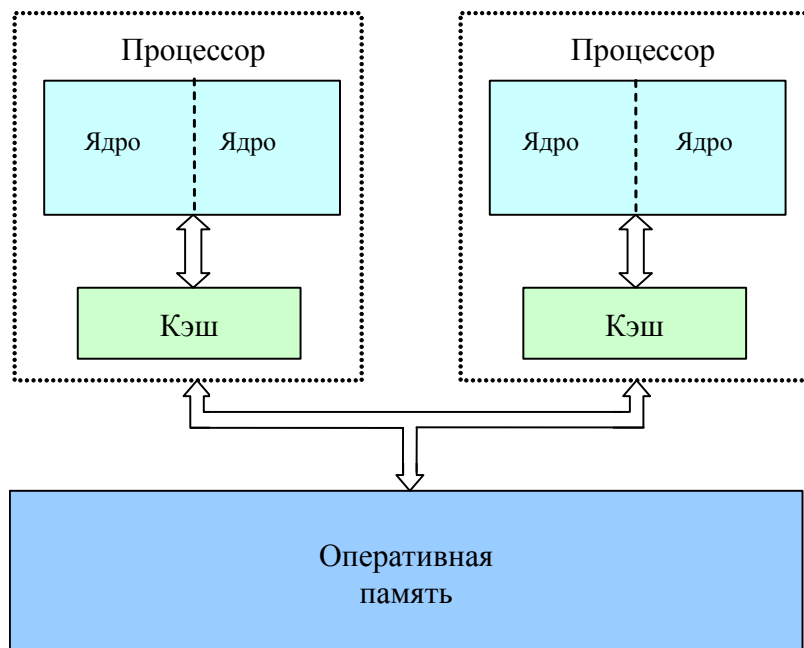 Процессор
Ядро
Ядро
Кэш
Процессор
Ядро
Ядро
Кэш
Оперативная
память